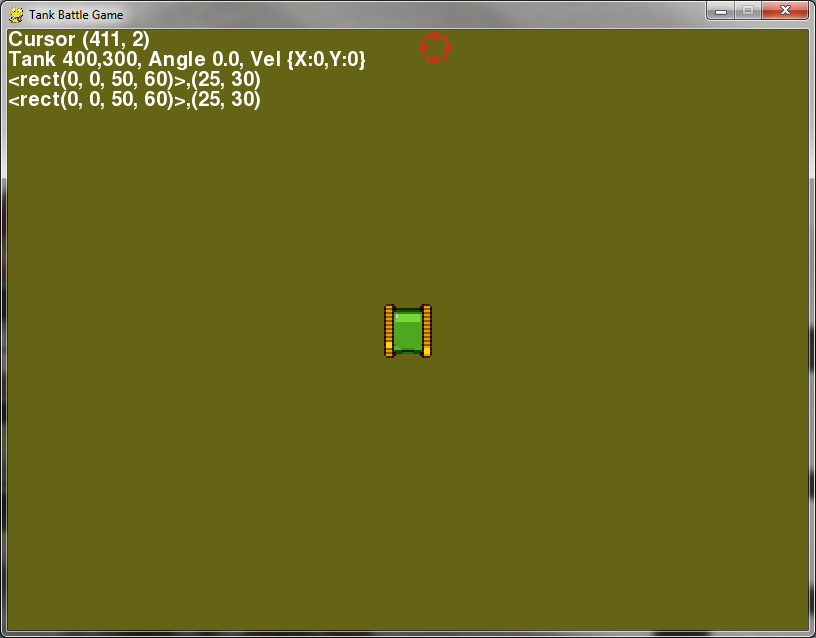 Tank Battle Game
Cursor (411, 2)
Tank 400,300, Angle 0.0, Vel {X:0,Y:0}
<rect(0, 0, 50, 60)>,(25, 30)
<rect(0, 0, 50, 60)>,(25, 30)